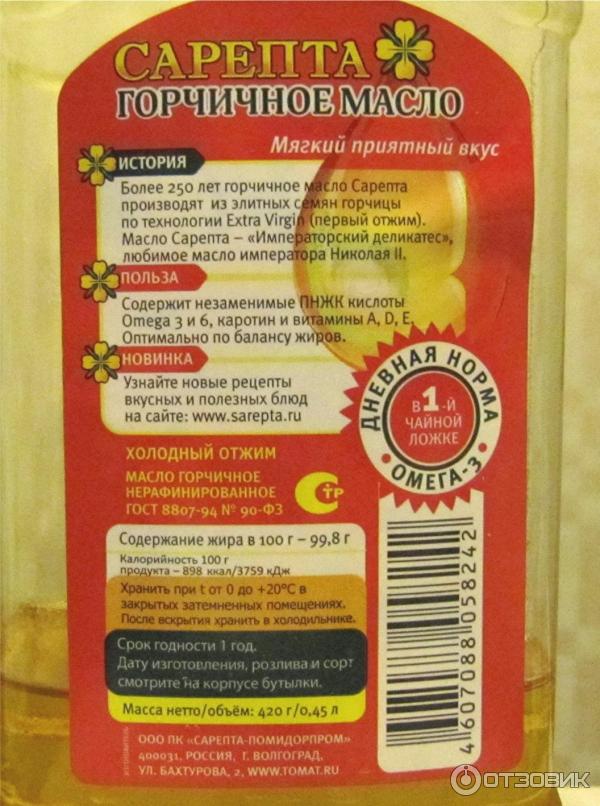 САРЕПТА
ГОРЧИЧНОЕ МАСЛО
Мягкий приятный вкус
ИСТОРИЯ
Более 250 лет горчичное масло Сарепта
производят из элитных семян горчицы
по технологии Extra Virgin (первый отжим).
Масло Сарепта – «Императорский деликатес»,
любимое масло императора Николая II.
ПОЛЬЗА
Содержит незаменимые ПНЖК кислоты
Omega 3 и 6, каротин и витамины A, D, E.
Оптимально по балансу жиров.
НОВИНКА
Узнайте новые рецепты
вкусных и полезных блюд
на сайте: www.sarepta.ru
ДНЕВНАЯ НОРМА
В 1-Й
ЧАЙНОЙ
ЛОЖКЕ
ОМЕГА-3
ХОЛОДНЫЙ ОТЖИМ
МАСЛО ГОРЧИЧНОЕ
НЕРАФИНИРОВАННОЕ
ГОСТ 8807-94 № 90-ФЗ
СТР
Содержание жира в 100 г – 99,8 г
Калорийность 100 г
продукта – 898 ккал/3759 кДж
Хранить при t от 0 до +20°C в
закрытых затемненных помещениях.
После вскрытия хранить в холодильнике.
Срок годности 1 год.
Дату изготовления, розлива и сорт
смотрите на корпусе бутылки.
Масса нетто/объём: 420 г/0,45 л
ИЗГОТОВИТЕЛЬ
ООО ПК «САРЕПТА-ПОМИДОРПРОМ»
400031, РОССИЯ, Г. ВОЛГОГРАД,
УЛ. БАХТУРОВА, 2, WWW.TOMAT.RU
4 607088 058242
ОТЗОВИК